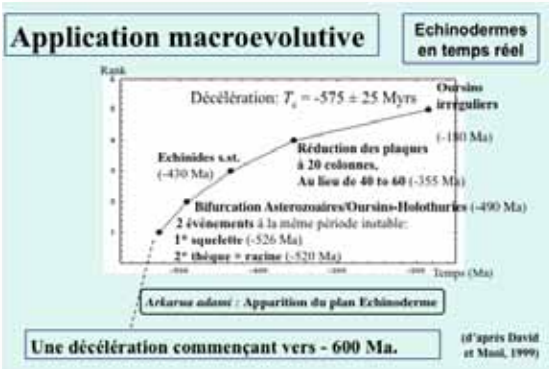 Application macroevolutive
Echinodermes
en temps réel
Rank
Décélération: Tc = -575 ± 25 Myrs
Oursins
irréguliers
(-180 Ma)
Echinides s.st.
(-430 Ma)
Réduction des plaques
à 20 colonnes,
Au lieu de 40 to 60 (-355 Ma)
Bifurcation Asterozoaires/Oursins-Holothuries (-490 Ma)
2 événements à la même période instable:
1° squelette (-526 Ma)
2° thèque + racine (-520 Ma)
Temps (Ma)
Arkarua adami : Apparition du plan Echinoderme
Une décélération commençant vers - 600 Ma.
(d'après David
et Mooi, 1999)